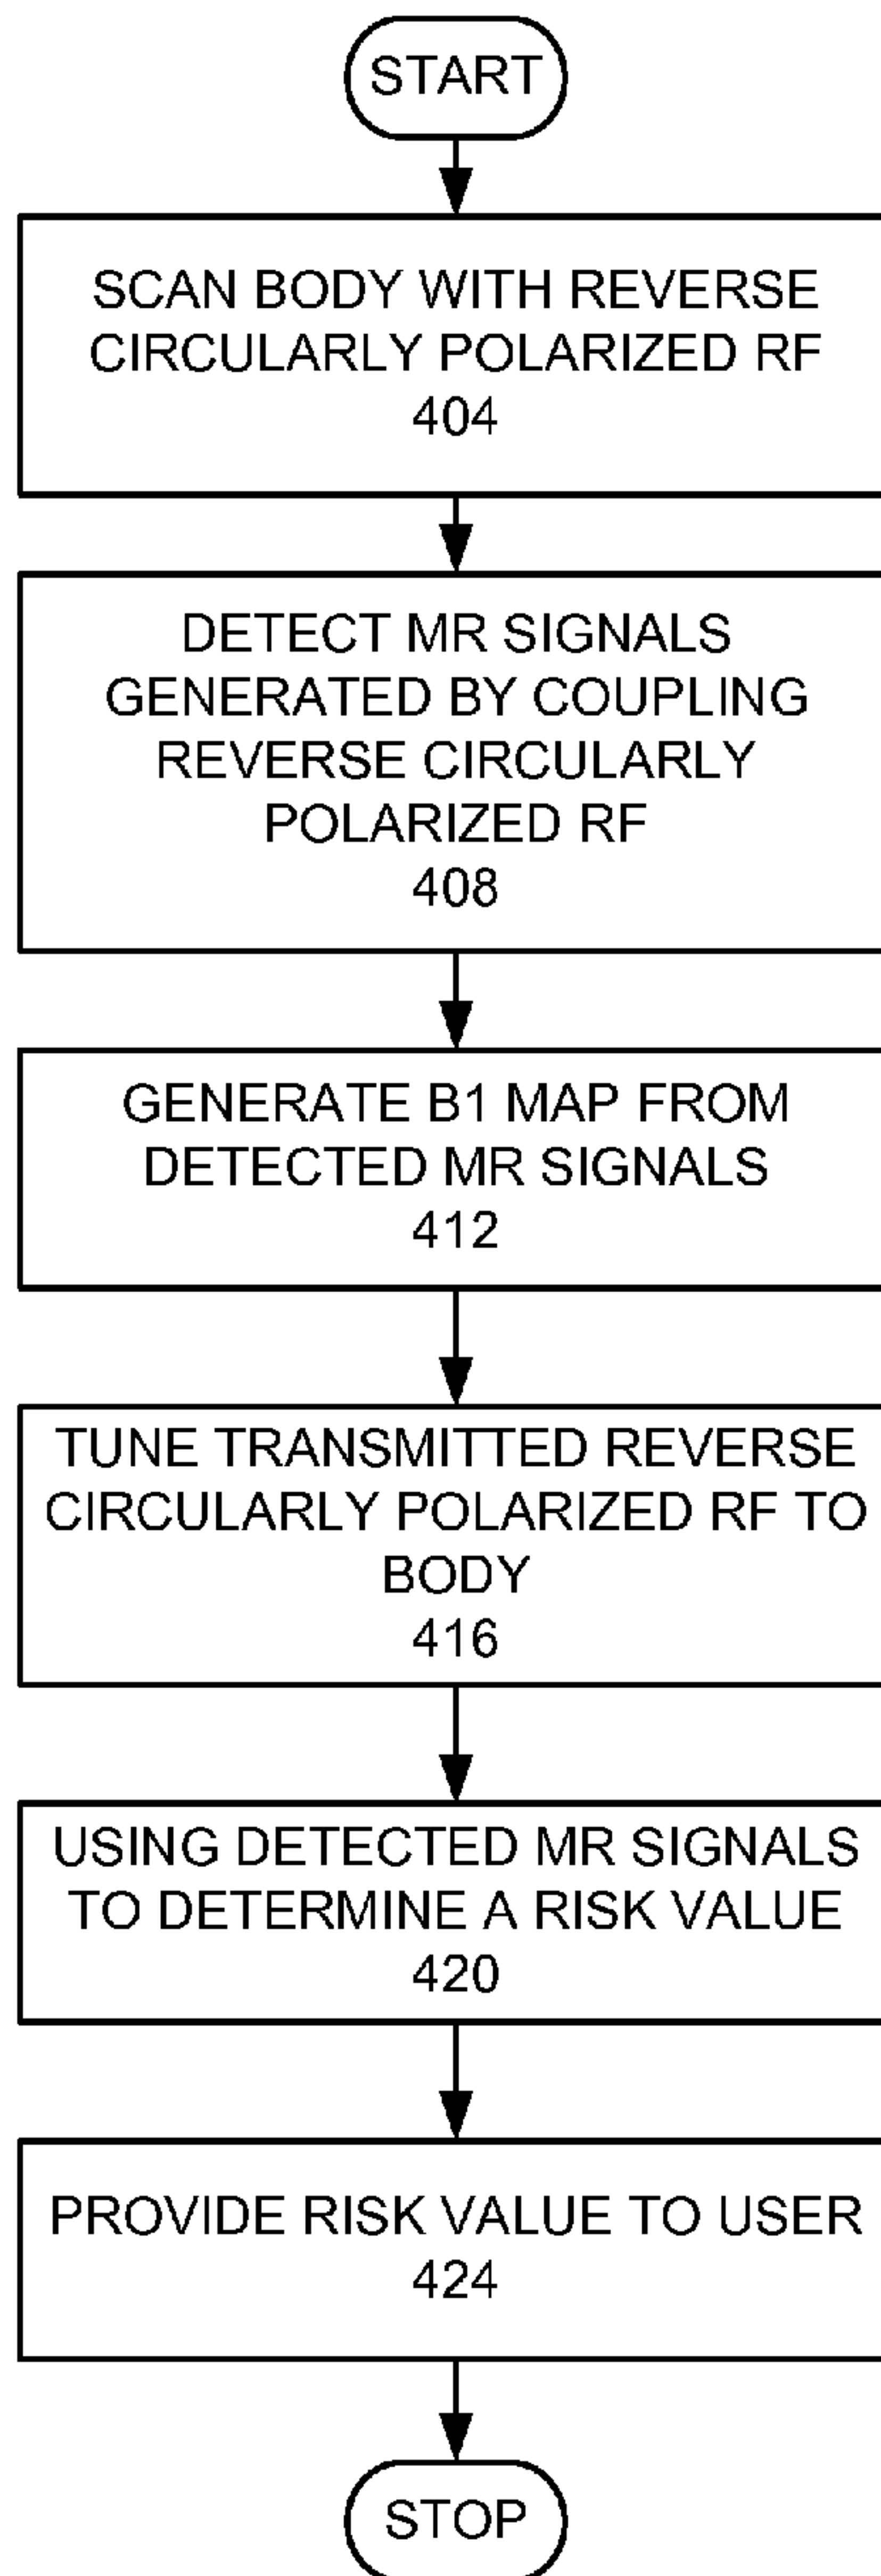 START
SCAN BODY WITH REVERSE
CIRCULARLY POLARIZED RF
404
DETECT MR SIGNALS
GENERATED BY COUPLING
REVERSE CIRCULARLY
POLARIZED RF
408
GENERATE B1 MAP FROM
DETECTED MR SIGNALS
412
TUNE TRANSMITTED REVERSE
CIRCULARLY POLARIZED RF TO
BODY
416
USING DETECTED MR SIGNALS
TO DETERMINE A RISK VALUE
420
PROVIDE RISK VALUE TO USER
424
STOP